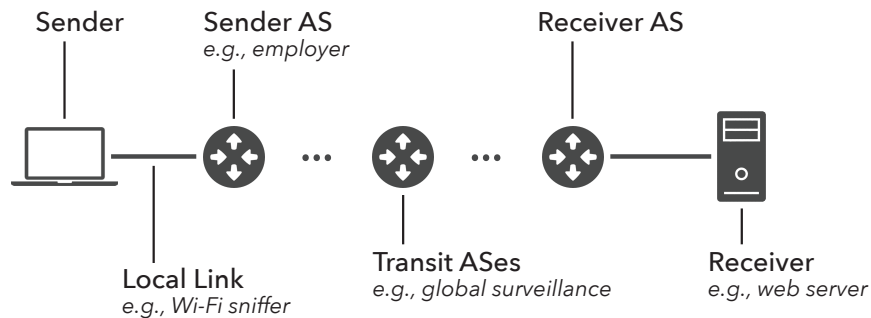 Sender
Sender AS
e.g., employer
Receiver AS
Local Link
e.g., Wi-Fi sniffer
Transit ASes
e.g., global surveillance
Receiver
e.g., web server